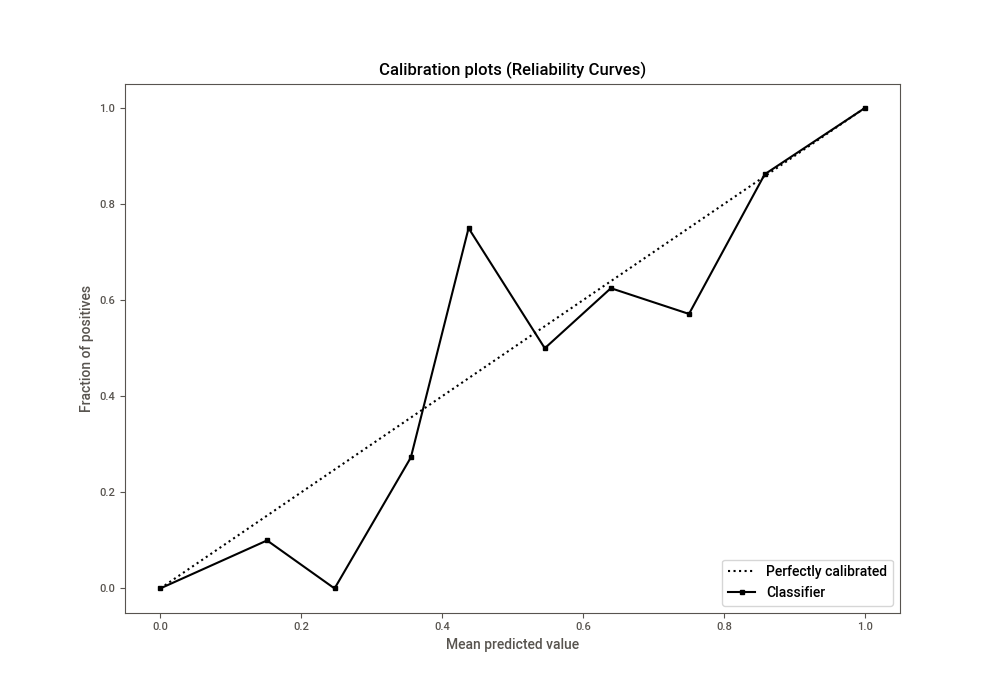 Calibration plots (Reliability Curves)
Fraction of positives
1.0
0.8
0.6
0.4
0.2
0.0
0.0 0.2 0.4 0.6 0.8 1.0
Mean predicted value
Perfectly calibrated
Classifier